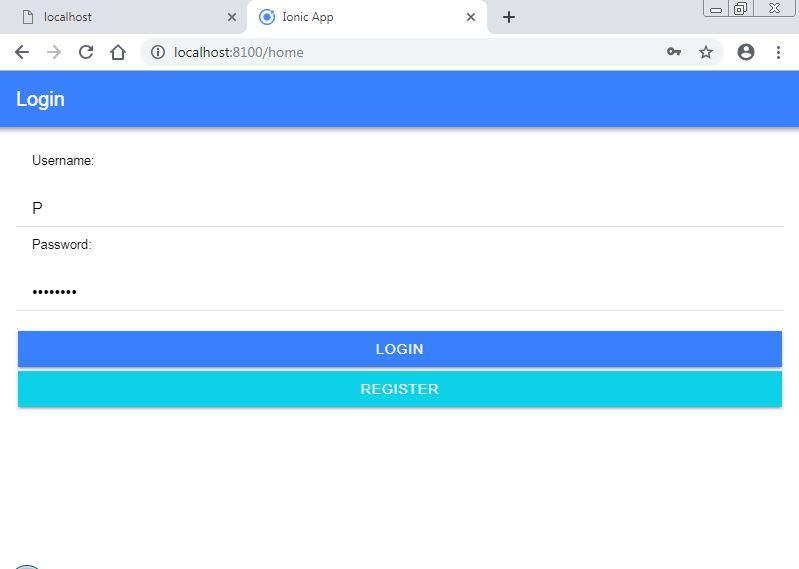 localhost
Ionic App
localhost:8100/home
Login
Username:
P
Password:
••••••••
LOGIN
REGISTER